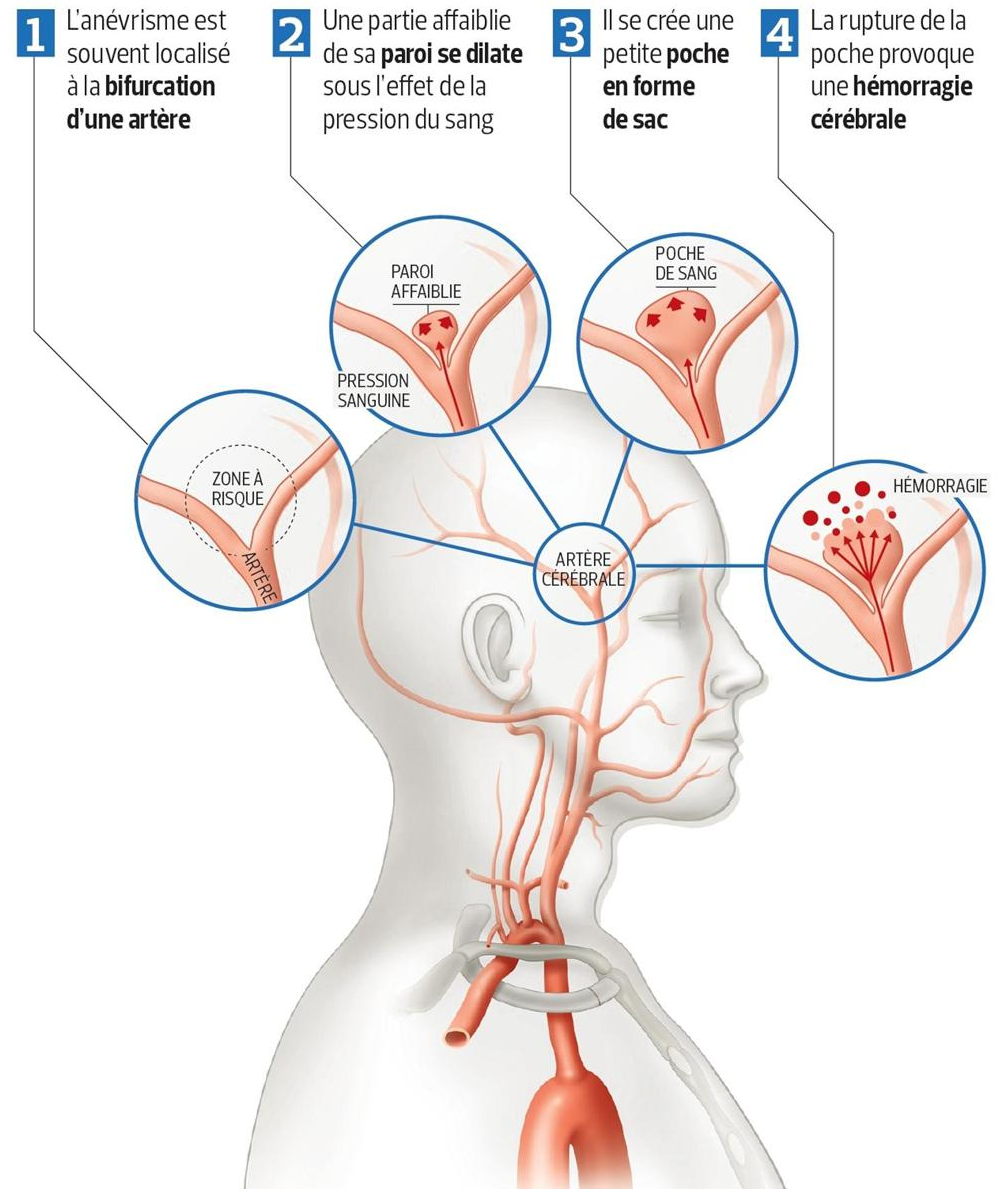 1
L'anévrisme est
souvent localisé
à la bifurcation
d'une artère
2
Une partie affaiblie
de sa paroi se dilate
sous l'effet de la
pression du sang
3
Il se crée une
petite poche
en forme
de sac
4
La rupture de la
poche provoque
une hémorragie
cérébrale
PAROI
AFFAIBLIE
PRESSION
SANGUINE
POCHE
DE SANG
ZONE À
RISQUE
ARTÈRE
HÉMORRAGIE
ARTÈRE
CÉRÉBRALE